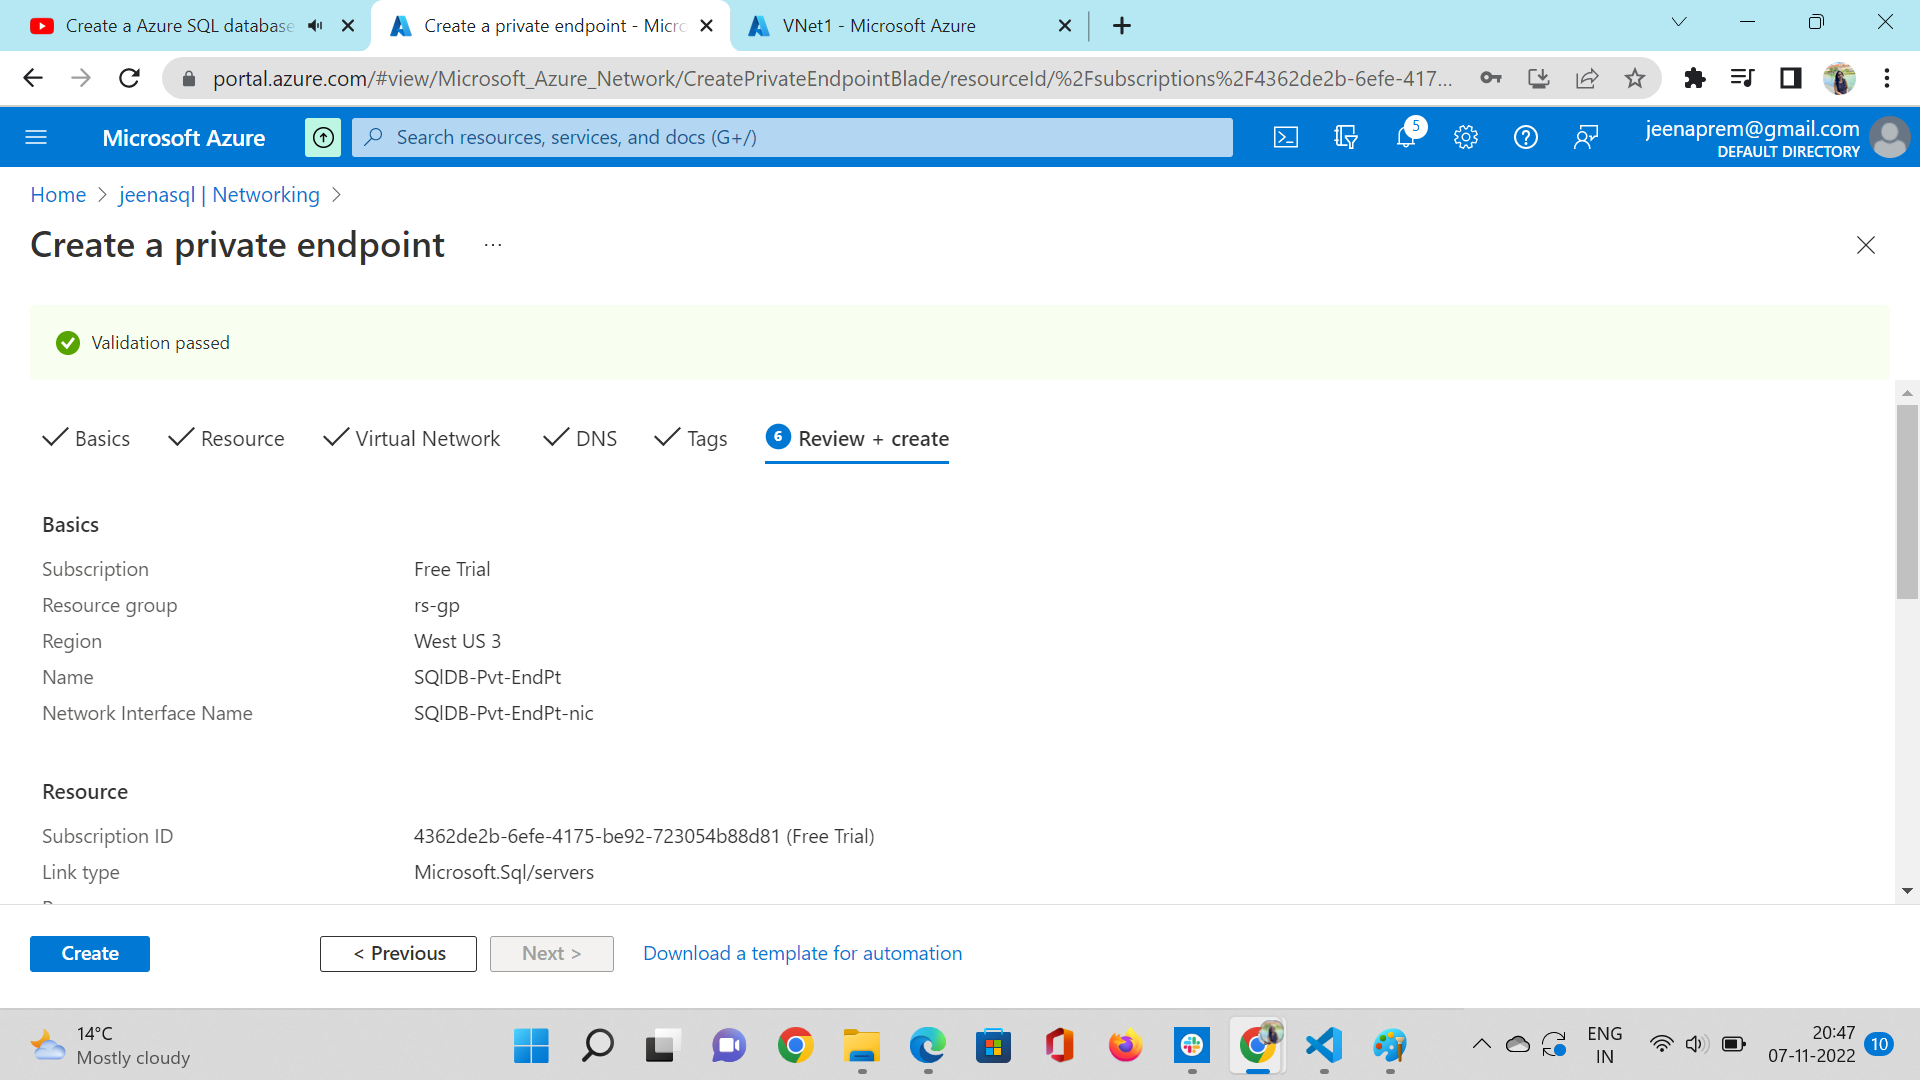 Create a Azure SQL database
Create a private endpoint - Micro
VNet1 - Microsoft Azure
portal.azure.com/#view/Microsoft_Azure_Network/CreatePrivateEndpointBlade/resourceId/%2Fsubscriptions%2F4362de2b-6efe-417...
Microsoft Azure
Search resources, services, and docs (G+/)
5
jeenaprem@gmail.com
DEFAULT DIRECTORY
Home > jeenasql | Networking >
Create a private endpoint ...
Validation passed
Basics
Resource
Virtual Network
DNS
Tags
6 Review + create
Basics
Subscription Free Trial
Resource group rs-gp
Region West US 3
Name SQlDB-Pvt-EndPt
Network Interface Name SQlDB-Pvt-EndPt-nic
Resource
Subscription ID 4362de2b-6efe-4175-be92-723054b88d81 (Free Trial)
Link type Microsoft.Sql/servers
Create
< Previous
Next >
Download a template for automation
14°C
Mostly cloudy
ENG
IN
20:47
07-11-2022
10